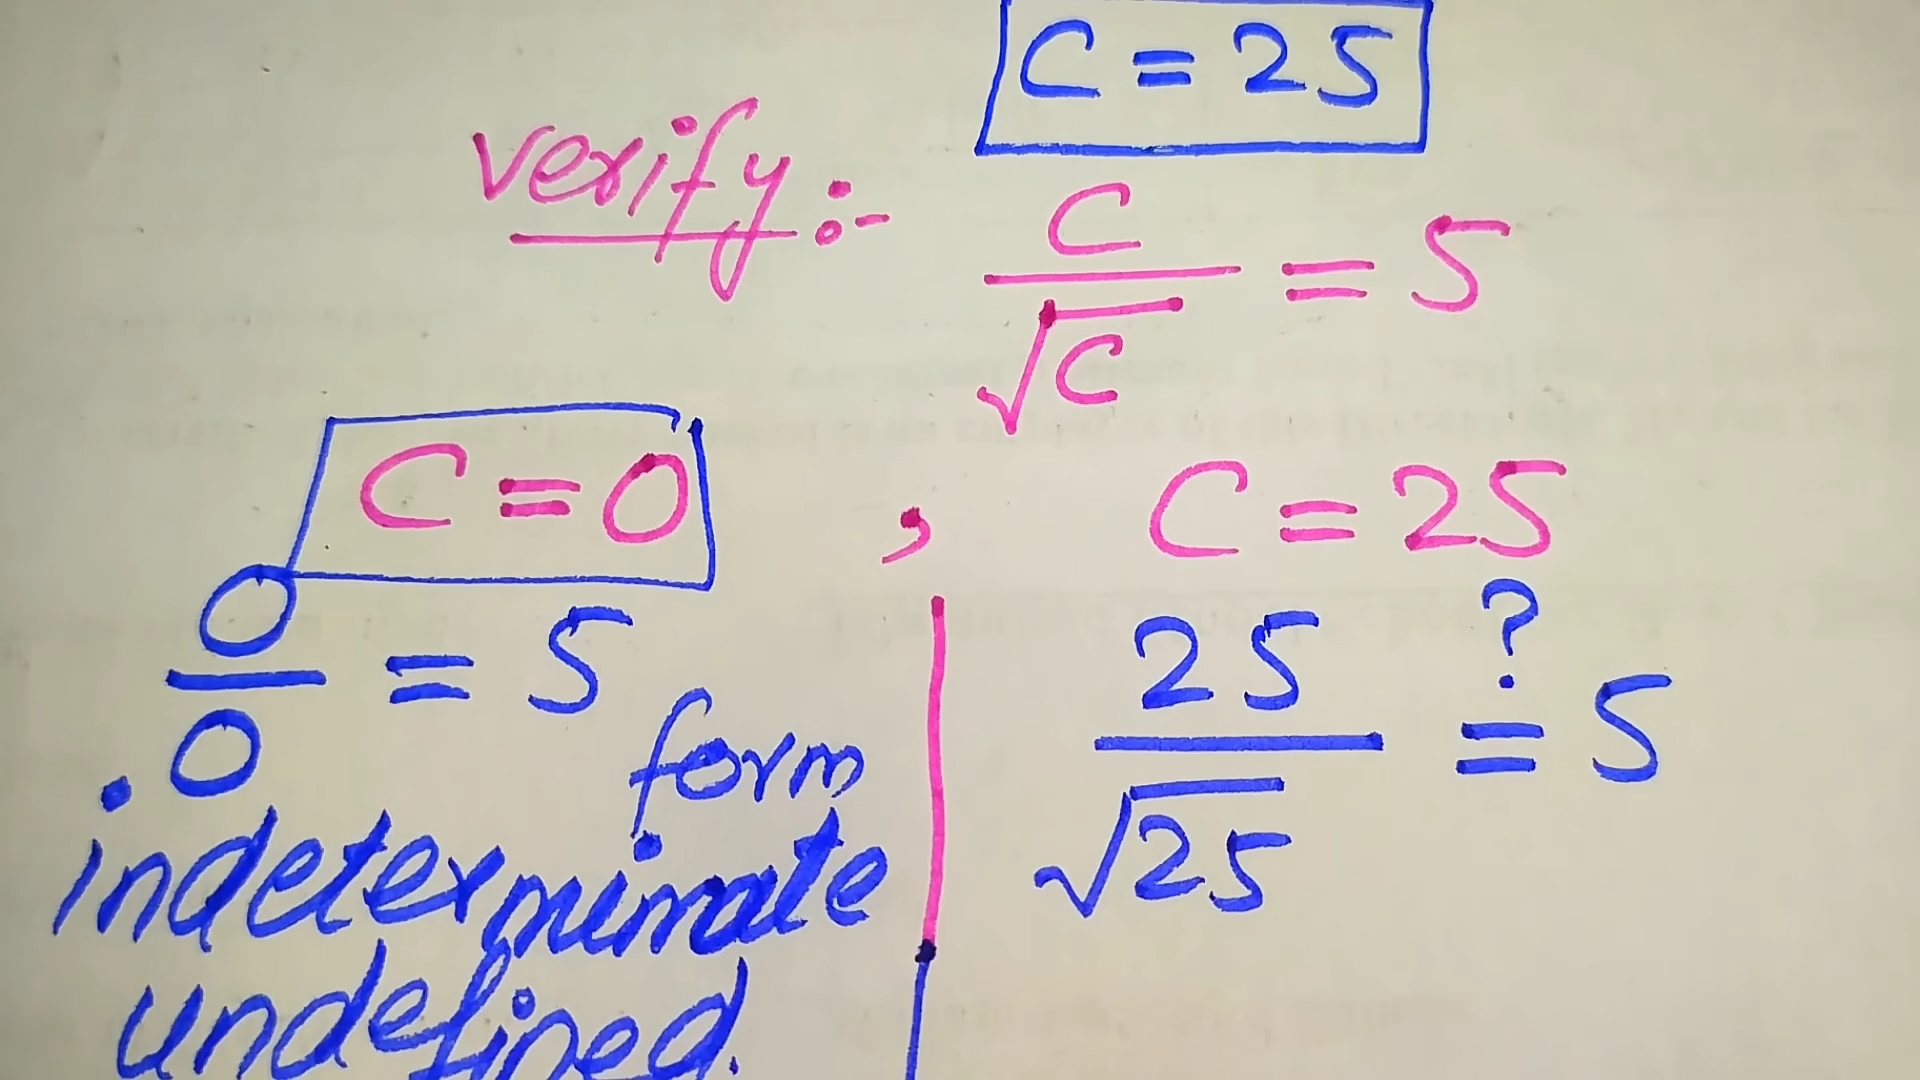 C = 25
verify :-
C/√C = 5
C = 0 , C = 25
0/0 = 5
form
indeterminate
undefined.
25/√25 ?= 5